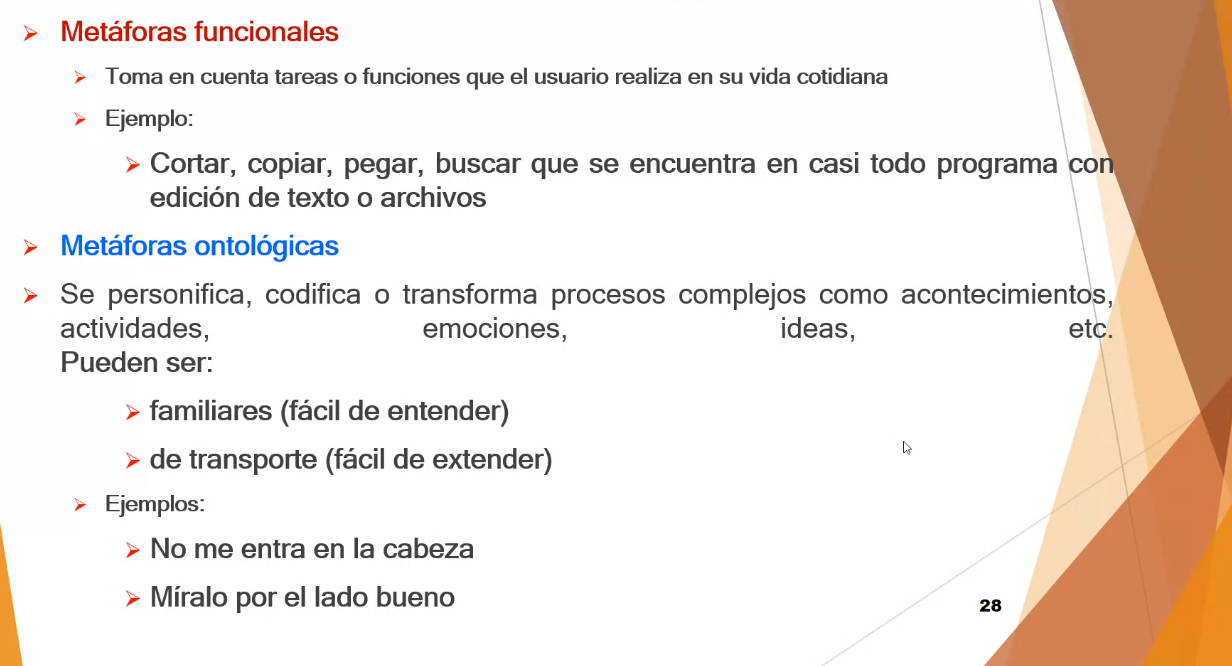 Metáforas funcionales
Toma en cuenta tareas o funciones que el usuario realiza en su vida cotidiana
Ejemplo:
Cortar, copiar, pegar, buscar que se encuentra en casi todo programa con
edición de texto o archivos
Metáforas ontológicas
Se personifica, codifica o transforma procesos complejos como acontecimientos,
actividades, emociones, ideas, etc.
Pueden ser:
familiares (fácil de entender)
de transporte (fácil de extender)
Ejemplos:
No me entra en la cabeza
Míralo por el lado bueno
28